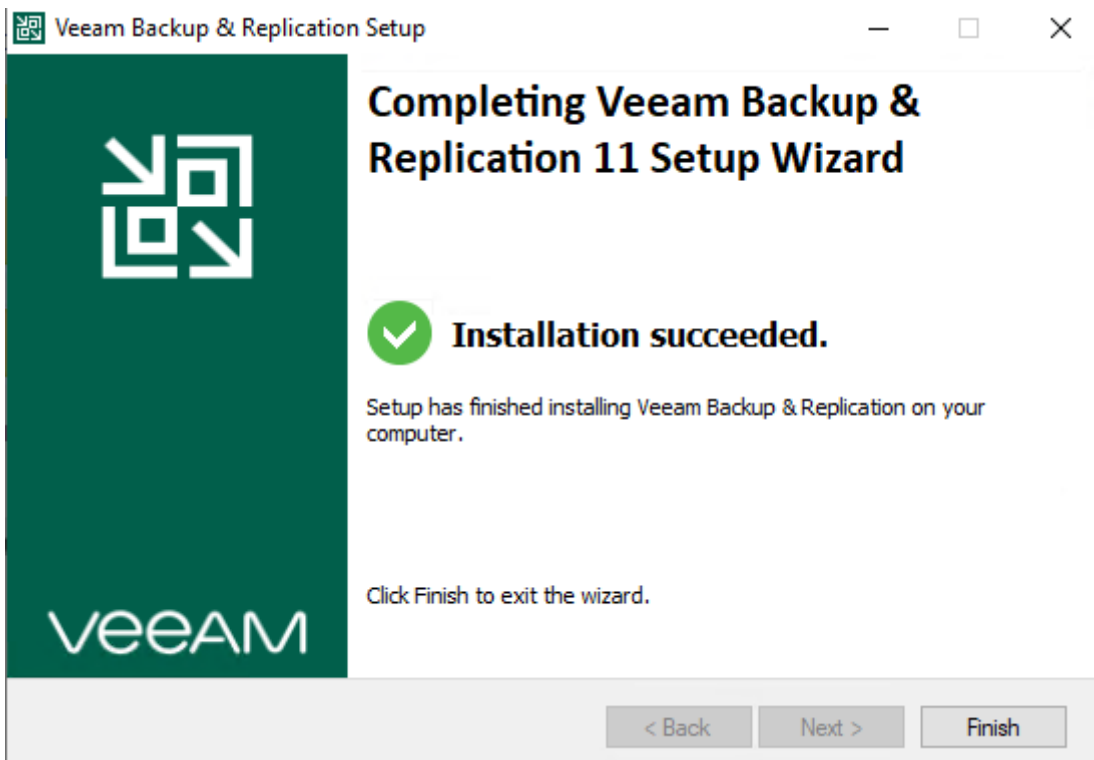 Veeam Backup & Replication Setup
Completing Veeam Backup &
Replication 11 Setup Wizard
Installation succeeded.
Setup has finished installing Veeam Backup & Replication on your
computer.
Click Finish to exit the wizard.
veeAM
< Back
Next >
Finish